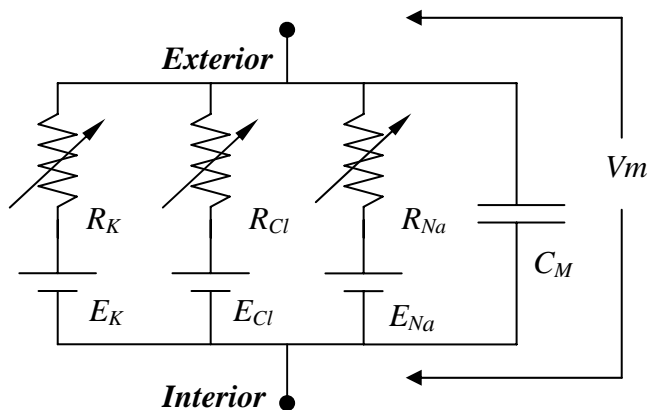 Exterior
Vm
R_K
R_Cl
R_Na
C_M
E_K
E_Cl
E_Na
Interior